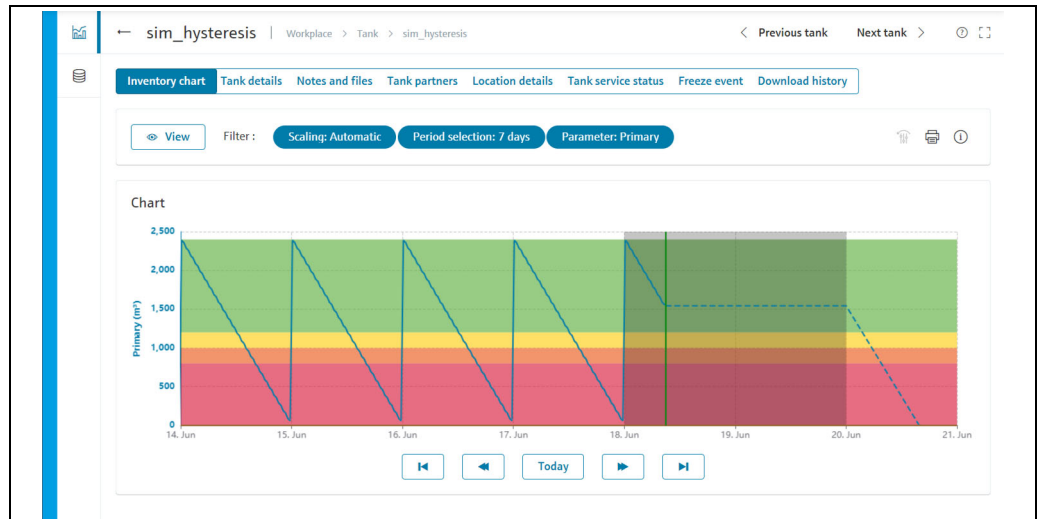 ← sim_hysteresis | Workplace > Tank > sim_hysteresis < Previous tank Next tank >
Inventory chart Tank details Notes and files Tank partners Location details Tank service status Freeze event Download history
View Filter : Scaling: Automatic Period selection: 7 days Parameter: Primary
Chart
Primary (m³)
2,500
2,000
1,500
1,000
500
0
14. Jun 15. Jun 16. Jun 17. Jun 18. Jun 19. Jun 20. Jun 21. Jun
Today